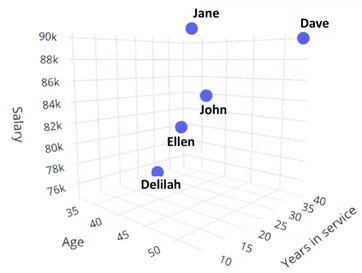 Jane
Dave
90k
88k
86k
84k
82k
80k
78k
76k
Salary
John
Ellen
Delilah
35
40
45
50
Age
10
15
20
25
30
35
40
Years in service